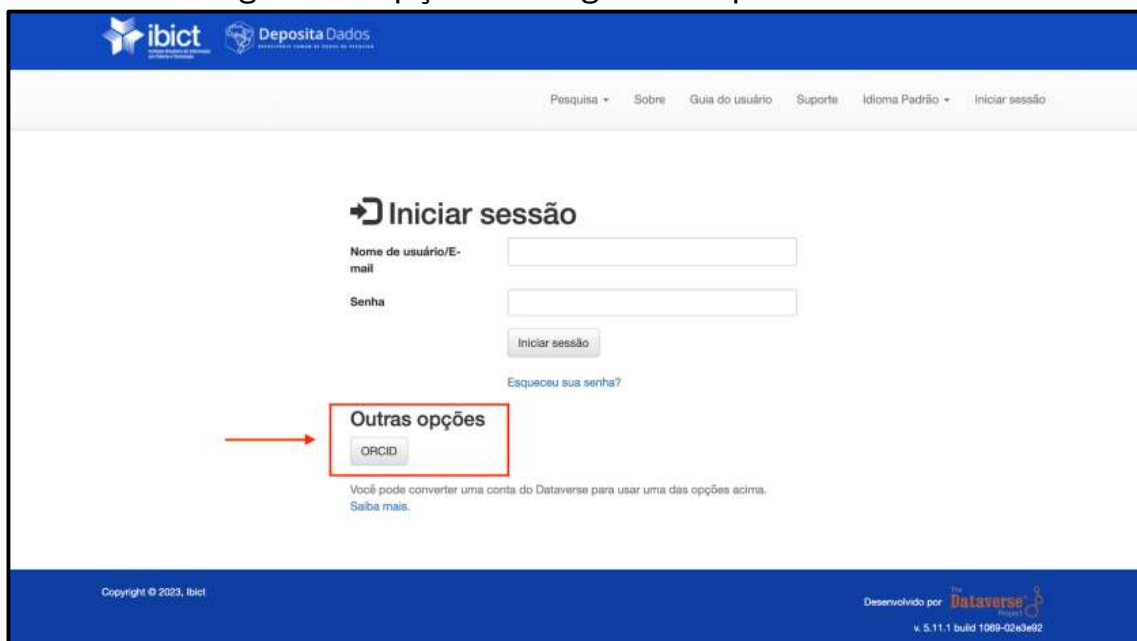 ibict
Deposita Dados
Pesquisa
Sobre
Guia do usuário
Suporte
Idioma Padrão
Iniciar sessão
Iniciar sessão
Nome de usuário/E-
mail
Senha
Iniciar sessão
Esqueceu sua senha?
Outras opções
ORCID
Você pode converter uma conta do Dataverse para usar uma das opções acima.
Saiba mais.
Copyright © 2023, Ibict
Desenvolvido por
The
Dataverse
Project
v. 5.11.1 build 1069-02e3e92